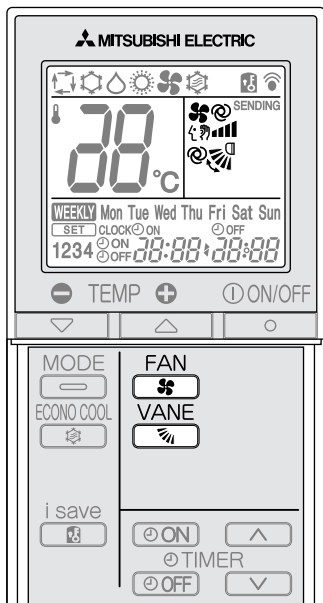 MITSUBISHI ELECTRIC
SENDING
88°C
WEEKLY Mon Tue Wed Thu Fri Sat Sun
SET CLOCK ON OFF
1234 ON OFF 88:88 88:88
TEMP ON/OFF
MODE FAN
ECONO COOL VANE
i save
ON
TIMER
OFF